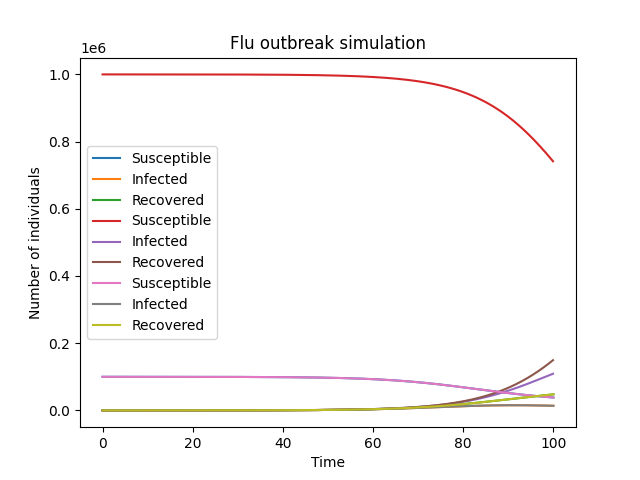 Flu outbreak simulation
1e6
1.0
0.8
0.6
0.4
0.2
0.0
Number of individuals
Susceptible
Infected
Recovered
Susceptible
Infected
Recovered
Susceptible
Infected
Recovered
0 20 40 60 80 100
Time